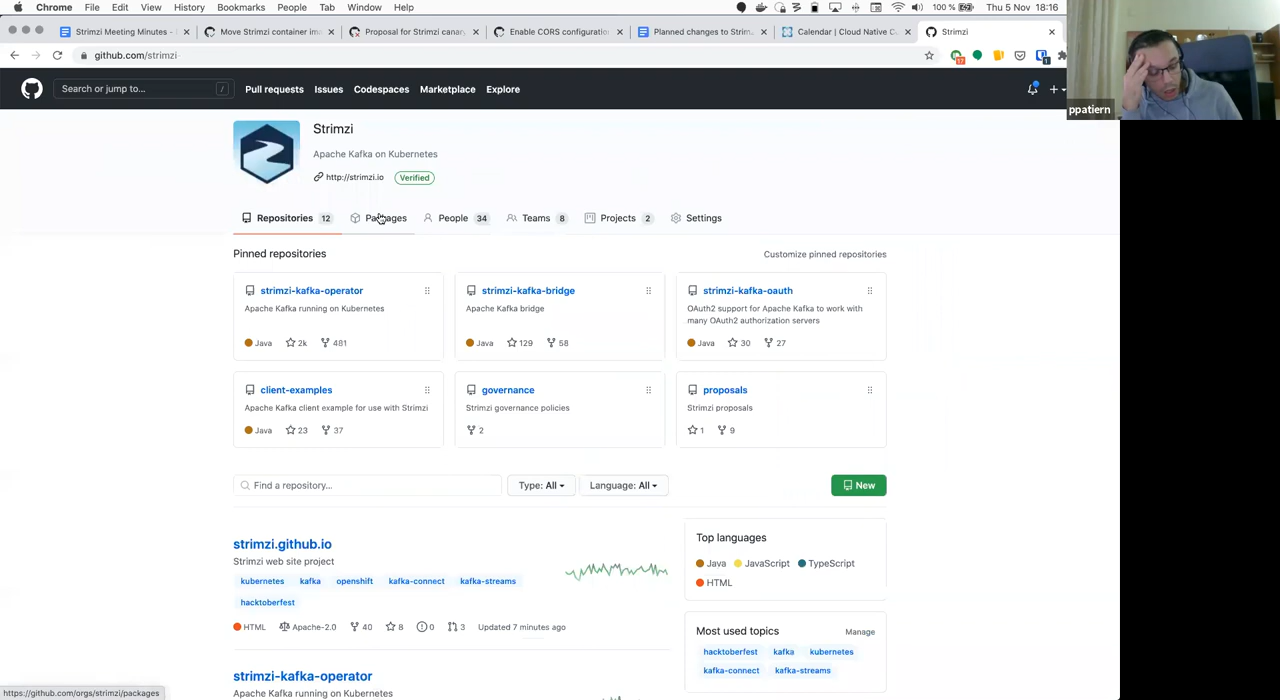 Chrome File Edit View History Bookmarks People Tab Window Help 100 % Thu 5 Nov 18:16
Strimzi Meeting Minutes - Move Strimzi container im Proposal for Strimzi canar Enable CORS configuration Planned changes to Strim Calendar | Cloud Native C Strimzi
github.com/strimzi
Search or jump to... / Pull requests Issues Codespaces Marketplace Explore
ppatiern
Strimzi
Apache Kafka on Kubernetes
http://strimzi.io Verified
Repositories 12 Packages People 34 Teams 8 Projects 2 Settings
Pinned repositories Customize pinned repositories
strimzi-kafka-operator
Apache Kafka running on Kubernetes
Java 2k 481
strimzi-kafka-bridge
Apache Kafka bridge
Java 129 58
strimzi-kafka-oauth
OAuth2 support for Apache Kafka to work with
many OAuth2 authorization servers
Java 30 27
client-examples
Apache Kafka client example for use with Strimzi
Java 23 37
governance
Strimzi governance policies
2
proposals
Strimzi proposals
1 9
Find a repository... Type: All Language: All New
strimzi.github.io
Strimzi web site project
kubernetes kafka openshift kafka-connect kafka-streams
hacktoberfest
HTML Apache-2.0 40 8 0 3 Updated 7 minutes ago
strimzi-kafka-operator
Apache Kafka running on Kubernetes
Top languages
Java JavaScript TypeScript
HTML
Most used topics Manage
hacktoberfest kafka kubernetes
kafka-connect kafka-streams
https://github.com/orgs/strimzi/packages